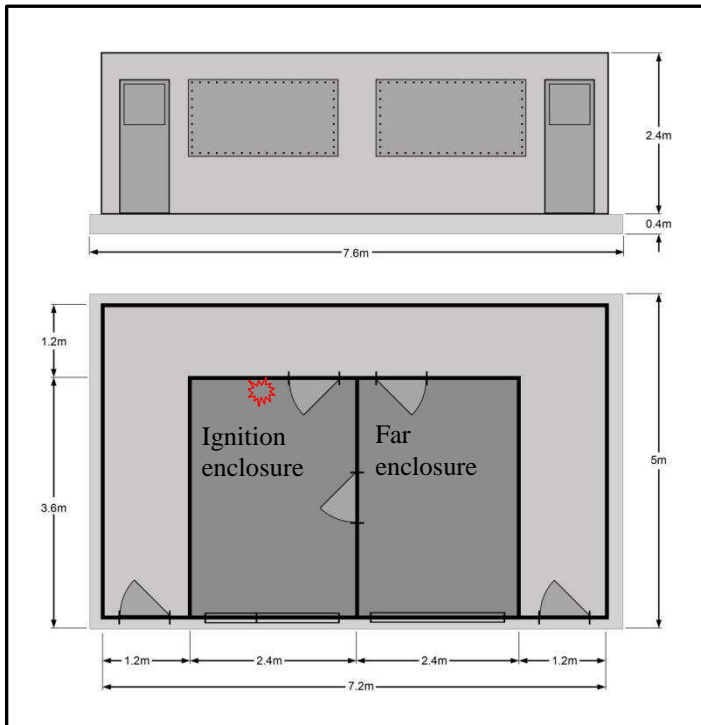 2.4m
0.4m
7.6m
1.2m
Ignition
enclosure
Far
enclosure
3.6m
5m
1.2m
2.4m
2.4m
1.2m
7.2m